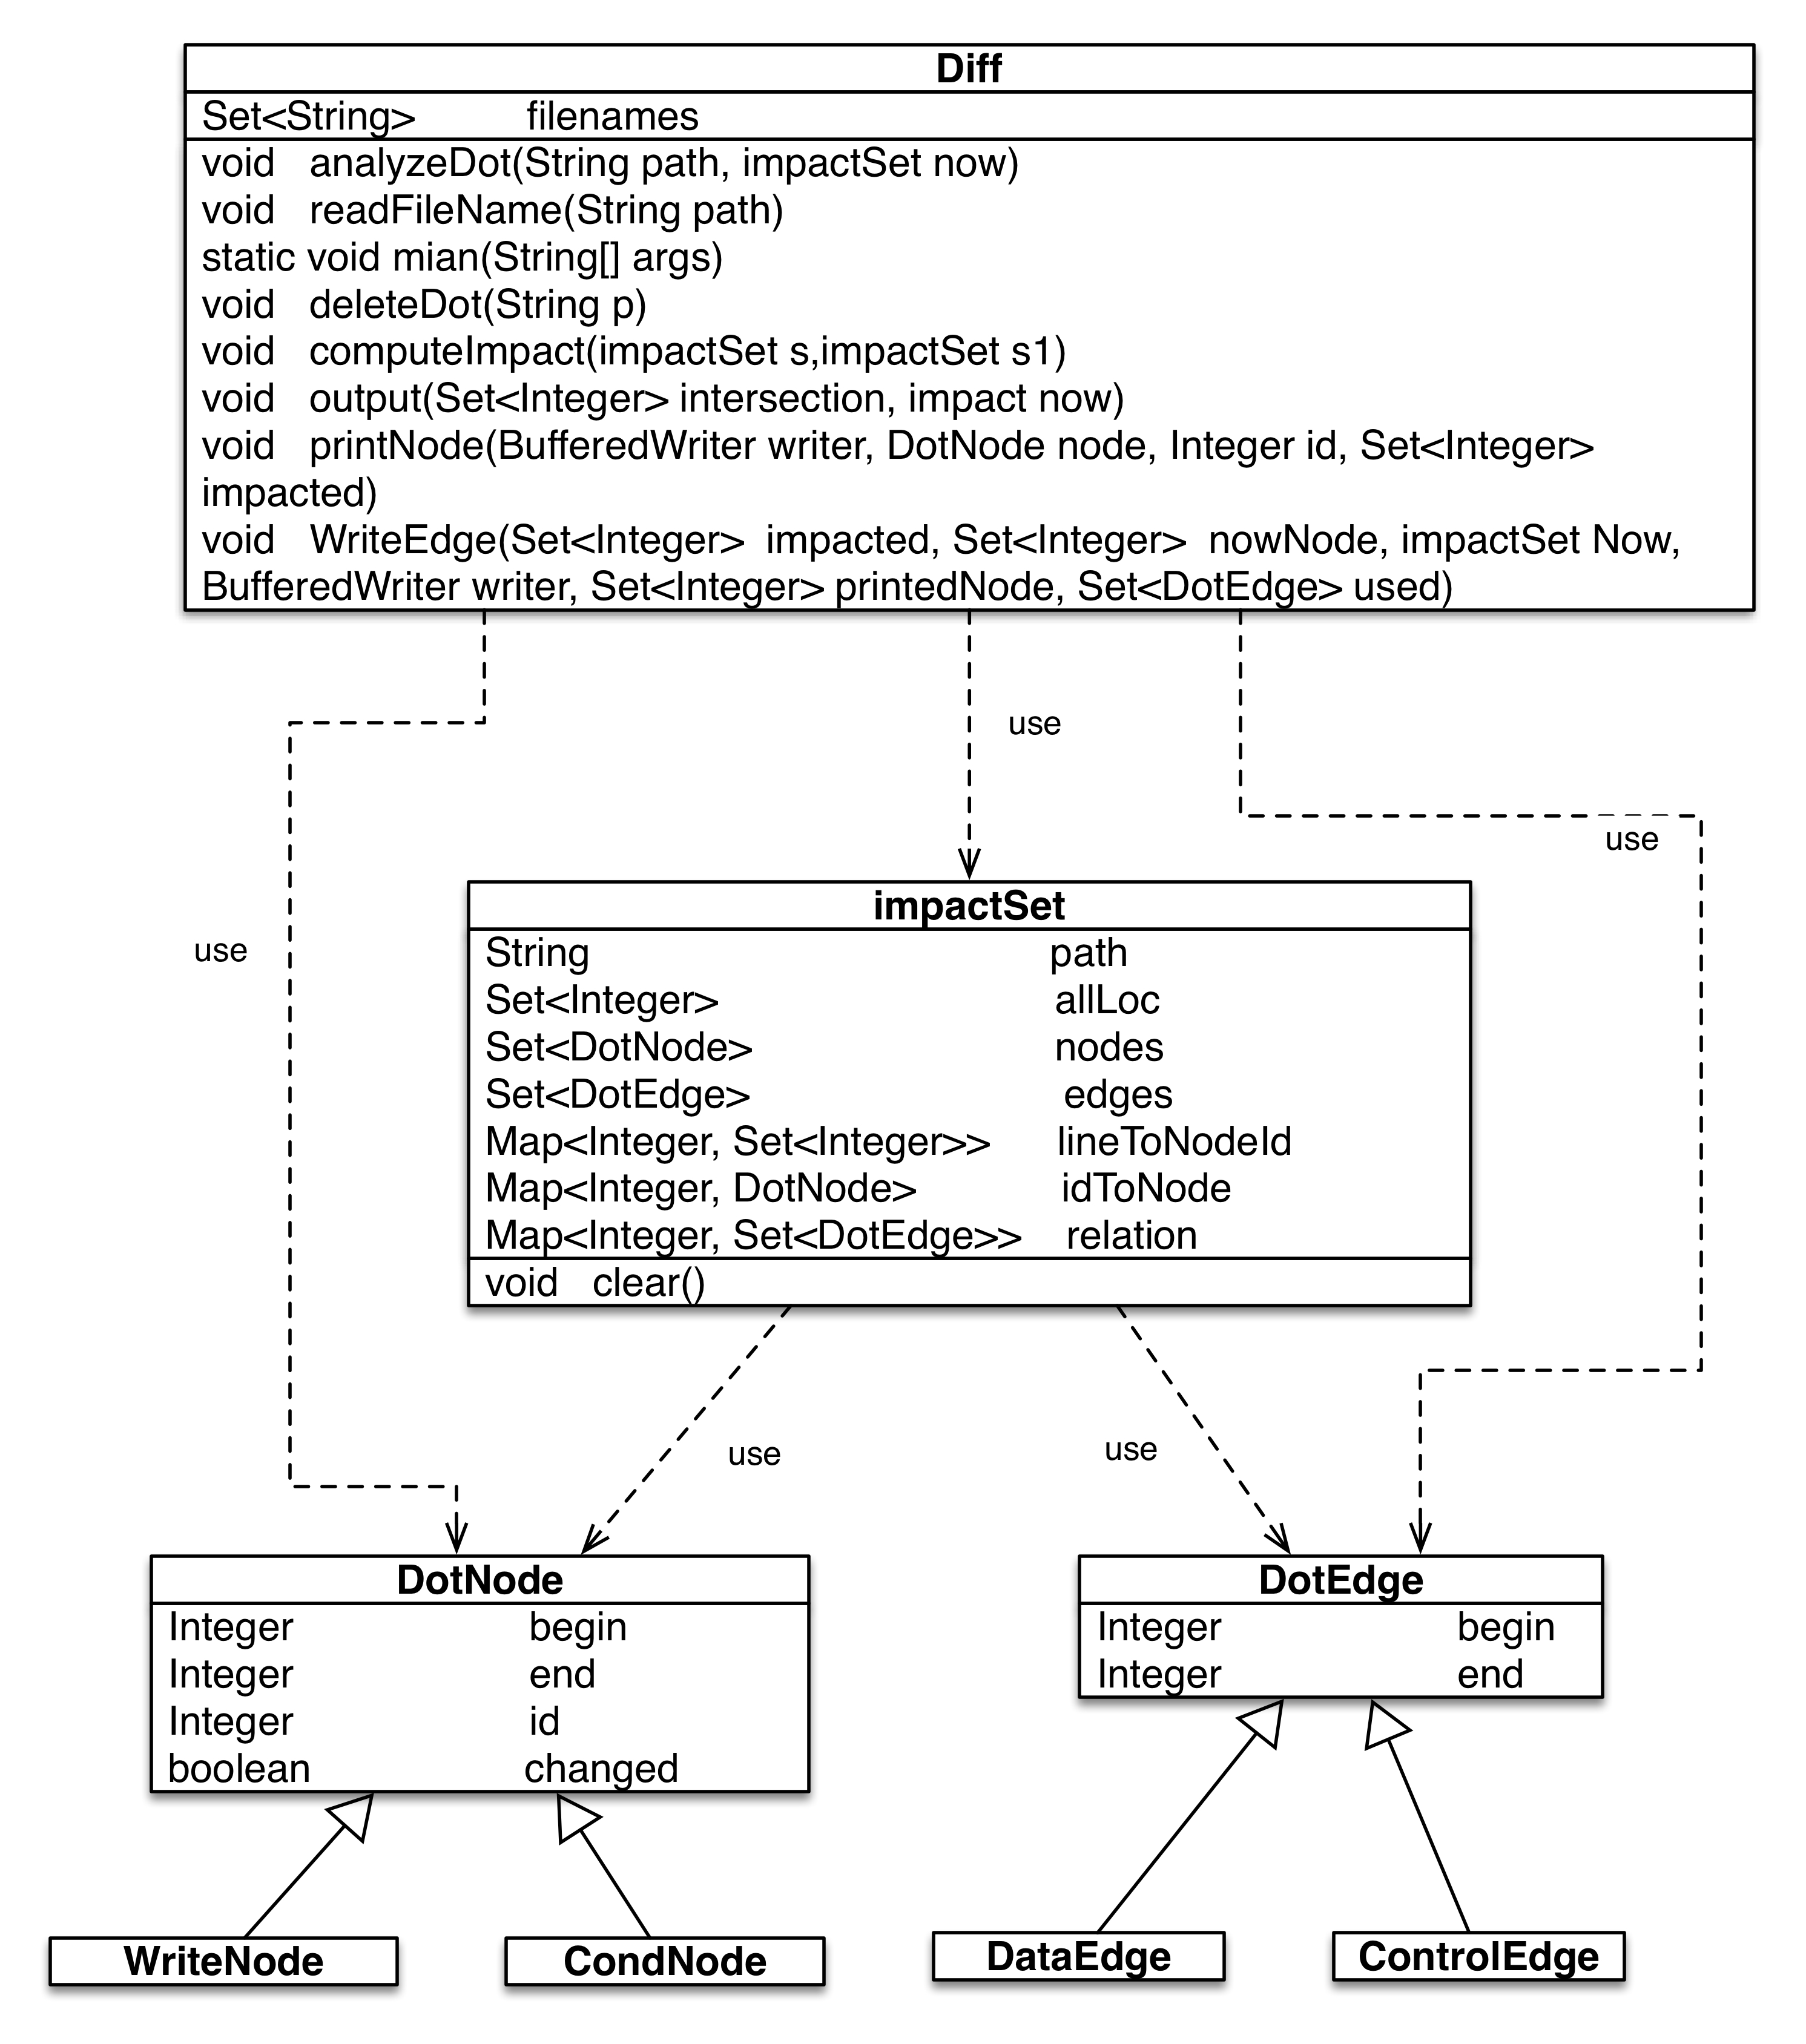 Diff
Set<String> filenames
void analyzeDot(String path, impactSet now)
void readFileName(String path)
static void mian(String[] args)
void deleteDot(String p)
void computeImpact(impactSet s,impactSet s1)
void output(Set<Integer> intersection, impact now)
void printNode(BufferedWriter writer, DotNode node, Integer id, Set<Integer>
impacted)
void WriteEdge(Set<Integer> impacted, Set<Integer> nowNode, impactSet Now,
BufferedWriter writer, Set<Integer> printedNode, Set<DotEdge> used)
use
use
use
impactSet
String path
Set<Integer> allLoc
Set<DotNode> nodes
Set<DotEdge> edges
Map<Integer, Set<Integer>> lineToNodeId
Map<Integer, DotNode> idToNode
Map<Integer, Set<DotEdge>> relation
void clear()
use
use
DotNode
Integer begin
Integer end
Integer id
boolean changed
DotEdge
Integer begin
Integer end
WriteNode
CondNode
DataEdge
ControlEdge